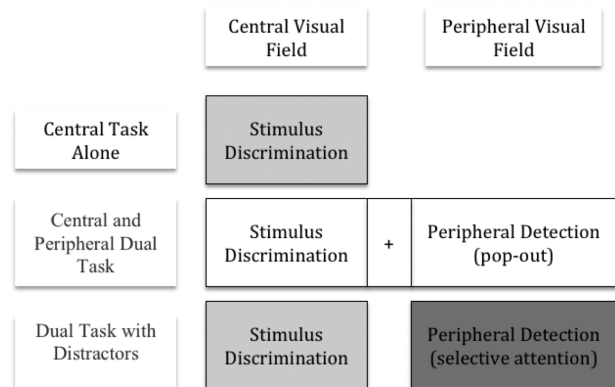 Central Visual
Field
Peripheral Visual
Field
Central Task
Alone
Stimulus
Discrimination
Central and
Peripheral Dual
Task
Stimulus
Discrimination
+
Peripheral Detection
(pop-out)
Dual Task with
Distractors
Stimulus
Discrimination
Peripheral Detection
(selective attention)